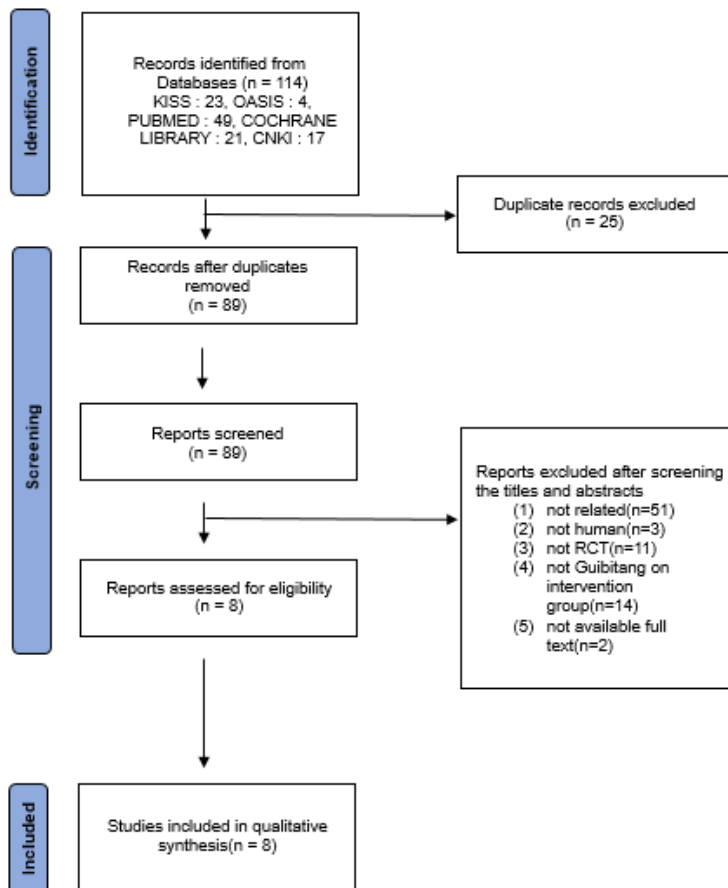 Identification
Records identified from
Databases (n = 114)
KISS : 23, OASIS : 4,
PUBMED : 49, COCHRANE
LIBRARY : 21, CNKI : 17
Duplicate records excluded
(n = 25)
Screening
Records after duplicates
removed
(n = 89)
Reports screened
(n = 89)
Reports excluded after screening
the titles and abstracts
(1) not related(n=51)
(2) not human(n=3)
(3) not RCT(n=11)
(4) not Guibitang on
intervention
group(n=14)
(5) not available full
text(n=2)
Reports assessed for eligibility
(n = 8)
Included
Studies included in qualitative
synthesis(n = 8)